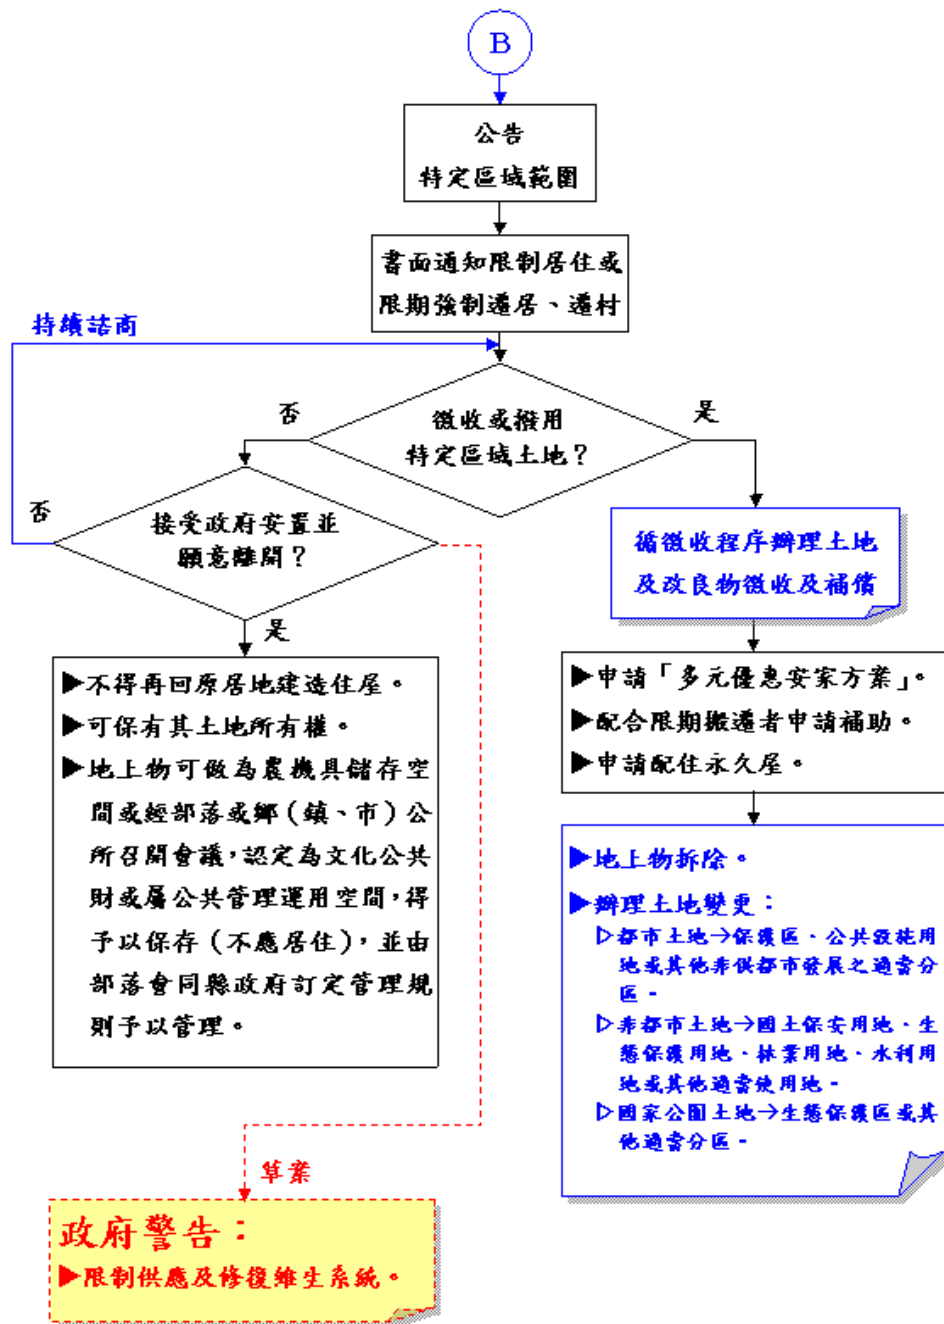 B
公告
特定區域範圍
書面通知限制居住或
限期強制遷居、遷村
持續諮商
徵收或撥用
特定區域土地？
否
是
接受政府安置並
願意離開？
否
是
循徵收程序辦理土地
及改良物徵收及補償
▶不得再回原居地建造住屋。
▶可保有其土地所有權。
▶地上物可做為農機具儲存空
間或經部落或鄉（鎮、市）公
所召開會議，認定為文化公共
財或屬公共管理運用空間，得
予以保存（不應居住），並由
部落會同縣政府訂定管理規
則予以管理。
▶申請「多元優惠安家方案」。
▶配合限期搬遷者申請補助。
▶申請配住永久屋。
▶地上物拆除。
▶辦理土地變更：
▷都市土地→保護區、公共設施用
地或其他非供都市發展之適當分
區。
▷非都市土地→國土保安用地、生
態保護用地、林業用地、水利用
地或其他適當使用地。
▷國家公園土地→生態保護區或其
他適當分區。
草案
政府警告：
▶限制供應及修復維生系統。